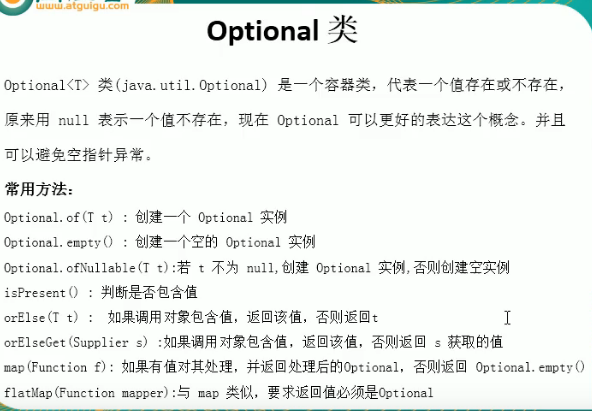 www.atguigu.com
Optional 类
Optional<T> 类(java.util.Optional) 是一个容器类，代表一个值存在或不存在，
原来用 null 表示一个值不存在，现在 Optional 可以更好的表达这个概念。并且
可以避免空指针异常。
常用方法：
Optional.of(T t) : 创建一个 Optional 实例
Optional.empty() : 创建一个空的 Optional 实例
Optional.ofNullable(T t):若 t 不为 null,创建 Optional 实例,否则创建空实例
isPresent() : 判断是否包含值
orElse(T t) : 如果调用对象包含值，返回该值，否则返回t
orElseGet(Supplier s) :如果调用对象包含值，返回该值，否则返回 s 获取的值
map(Function f): 如果有值对其处理，并返回处理后的Optional，否则返回 Optional.empty()
flatMap(Function mapper):与 map 类似，要求返回值必须是Optional